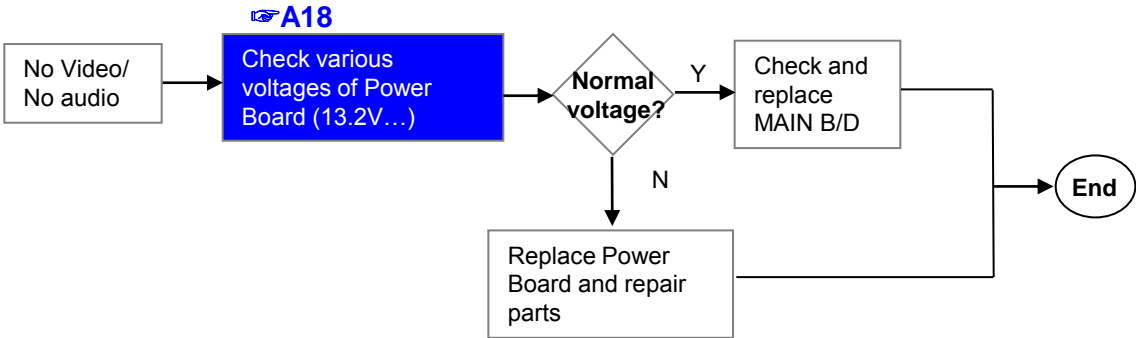 ☞A18
No Video/
No audio
Check various
voltages of Power
Board (13.2V…)
Normal
voltage?
Y
Check and
replace
MAIN B/D
End
N
Replace Power
Board and repair
parts